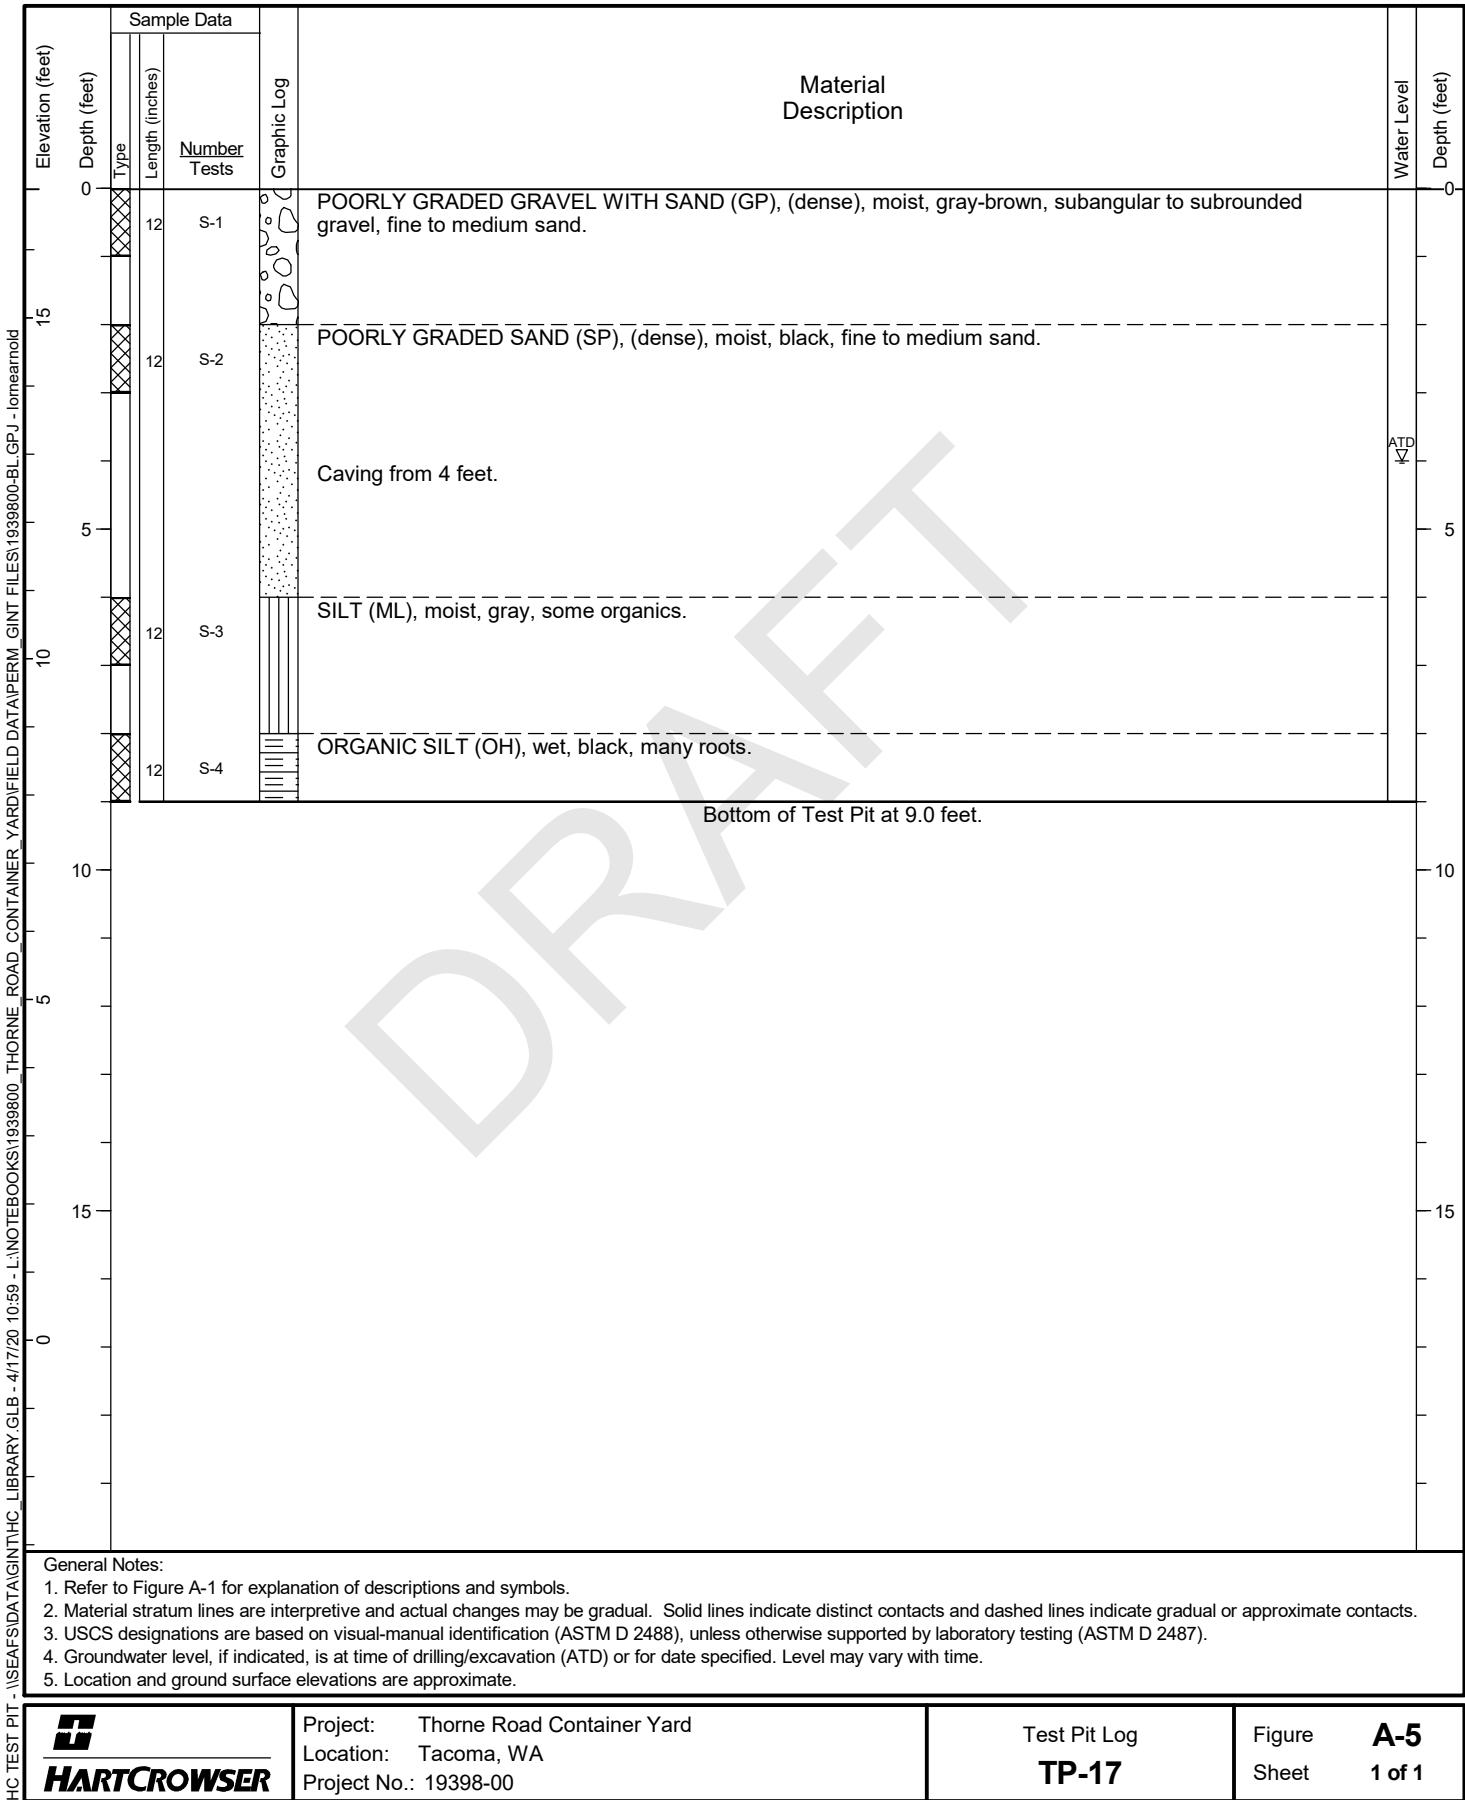 Sample Data
Elevation (feet)
Depth (feet)
Type
Length (inches)
Number
Tests
Graphic Log
Material
Description
Water Level
Depth (feet)
0
0
12
S-1
POORLY GRADED GRAVEL WITH SAND (GP), (dense), moist, gray-brown, subangular to subrounded
gravel, fine to medium sand.
15
12
S-2
POORLY GRADED SAND (SP), (dense), moist, black, fine to medium sand.
ATD
Caving from 4 feet.
5
5
12
S-3
SILT (ML), moist, gray, some organics.
10
12
S-4
ORGANIC SILT (OH), wet, black, many roots.
Bottom of Test Pit at 9.0 feet.
10
10
5
15
15
0
DRAFT
HC TEST PIT - \\SEAFS\DATA\GINT\HC_LIBRARY.GLB - 4/17/20 10:59 - L:\NOTEBOOKS\1939800_THORNE_ROAD_CONTAINER_YARD\FIELD DATA\PERM_GINT FILES\1939800-BL.GPJ - lornearnold
General Notes:
1. Refer to Figure A-1 for explanation of descriptions and symbols.
2. Material stratum lines are interpretive and actual changes may be gradual. Solid lines indicate distinct contacts and dashed lines indicate gradual or approximate contacts.
3. USCS designations are based on visual-manual identification (ASTM D 2488), unless otherwise supported by laboratory testing (ASTM D 2487).
4. Groundwater level, if indicated, is at time of drilling/excavation (ATD) or for date specified. Level may vary with time.
5. Location and ground surface elevations are approximate.
HARTCROWSER
Project: Thorne Road Container Yard
Location: Tacoma, WA
Project No.: 19398-00
Test Pit Log
TP-17
Figure A-5
Sheet 1 of 1